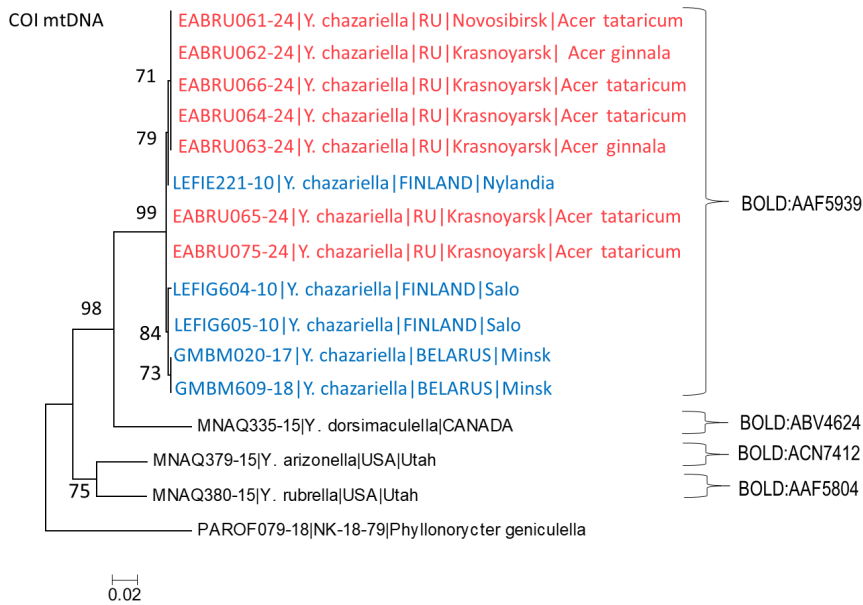 COI mtDNA
EABRU061-24|Y. chazariella|RU|Novosibirsk|Acer tataricum
EABRU062-24|Y. chazariella|RU|Krasnoyarsk| Acer ginnala
71
EABRU066-24|Y. chazariella|RU|Krasnoyarsk|Acer tataricum
EABRU064-24|Y. chazariella|RU|Krasnoyarsk|Acer tataricum
79
EABRU063-24|Y. chazariella|RU|Krasnoyarsk|Acer ginnala
LEFIE221-10|Y. chazariella|FINLAND|Nylandia
BOLD:AAF5939
99
EABRU065-24|Y. chazariella|RU|Krasnoyarsk|Acer tataricum
EABRU075-24|Y. chazariella|RU|Krasnoyarsk|Acer tataricum
LEFIG604-10|Y. chazariella|FINLAND|Salo
98
LEFIG605-10|Y. chazariella|FINLAND|Salo
84
GMBM020-17|Y. chazariella|BELARUS|Minsk
73
GMBM609-18|Y. chazariella|BELARUS|Minsk
MNAQ335-15|Y. dorsimaculella|CANADA
BOLD:ABV4624
MNAQ379-15|Y. arizonella|USA|Utah
BOLD:ACN7412
75
MNAQ380-15|Y. rubrella|USA|Utah
BOLD:AAF5804
PAROF079-18|NK-18-79|Phyllonorycter geniculella
0.02